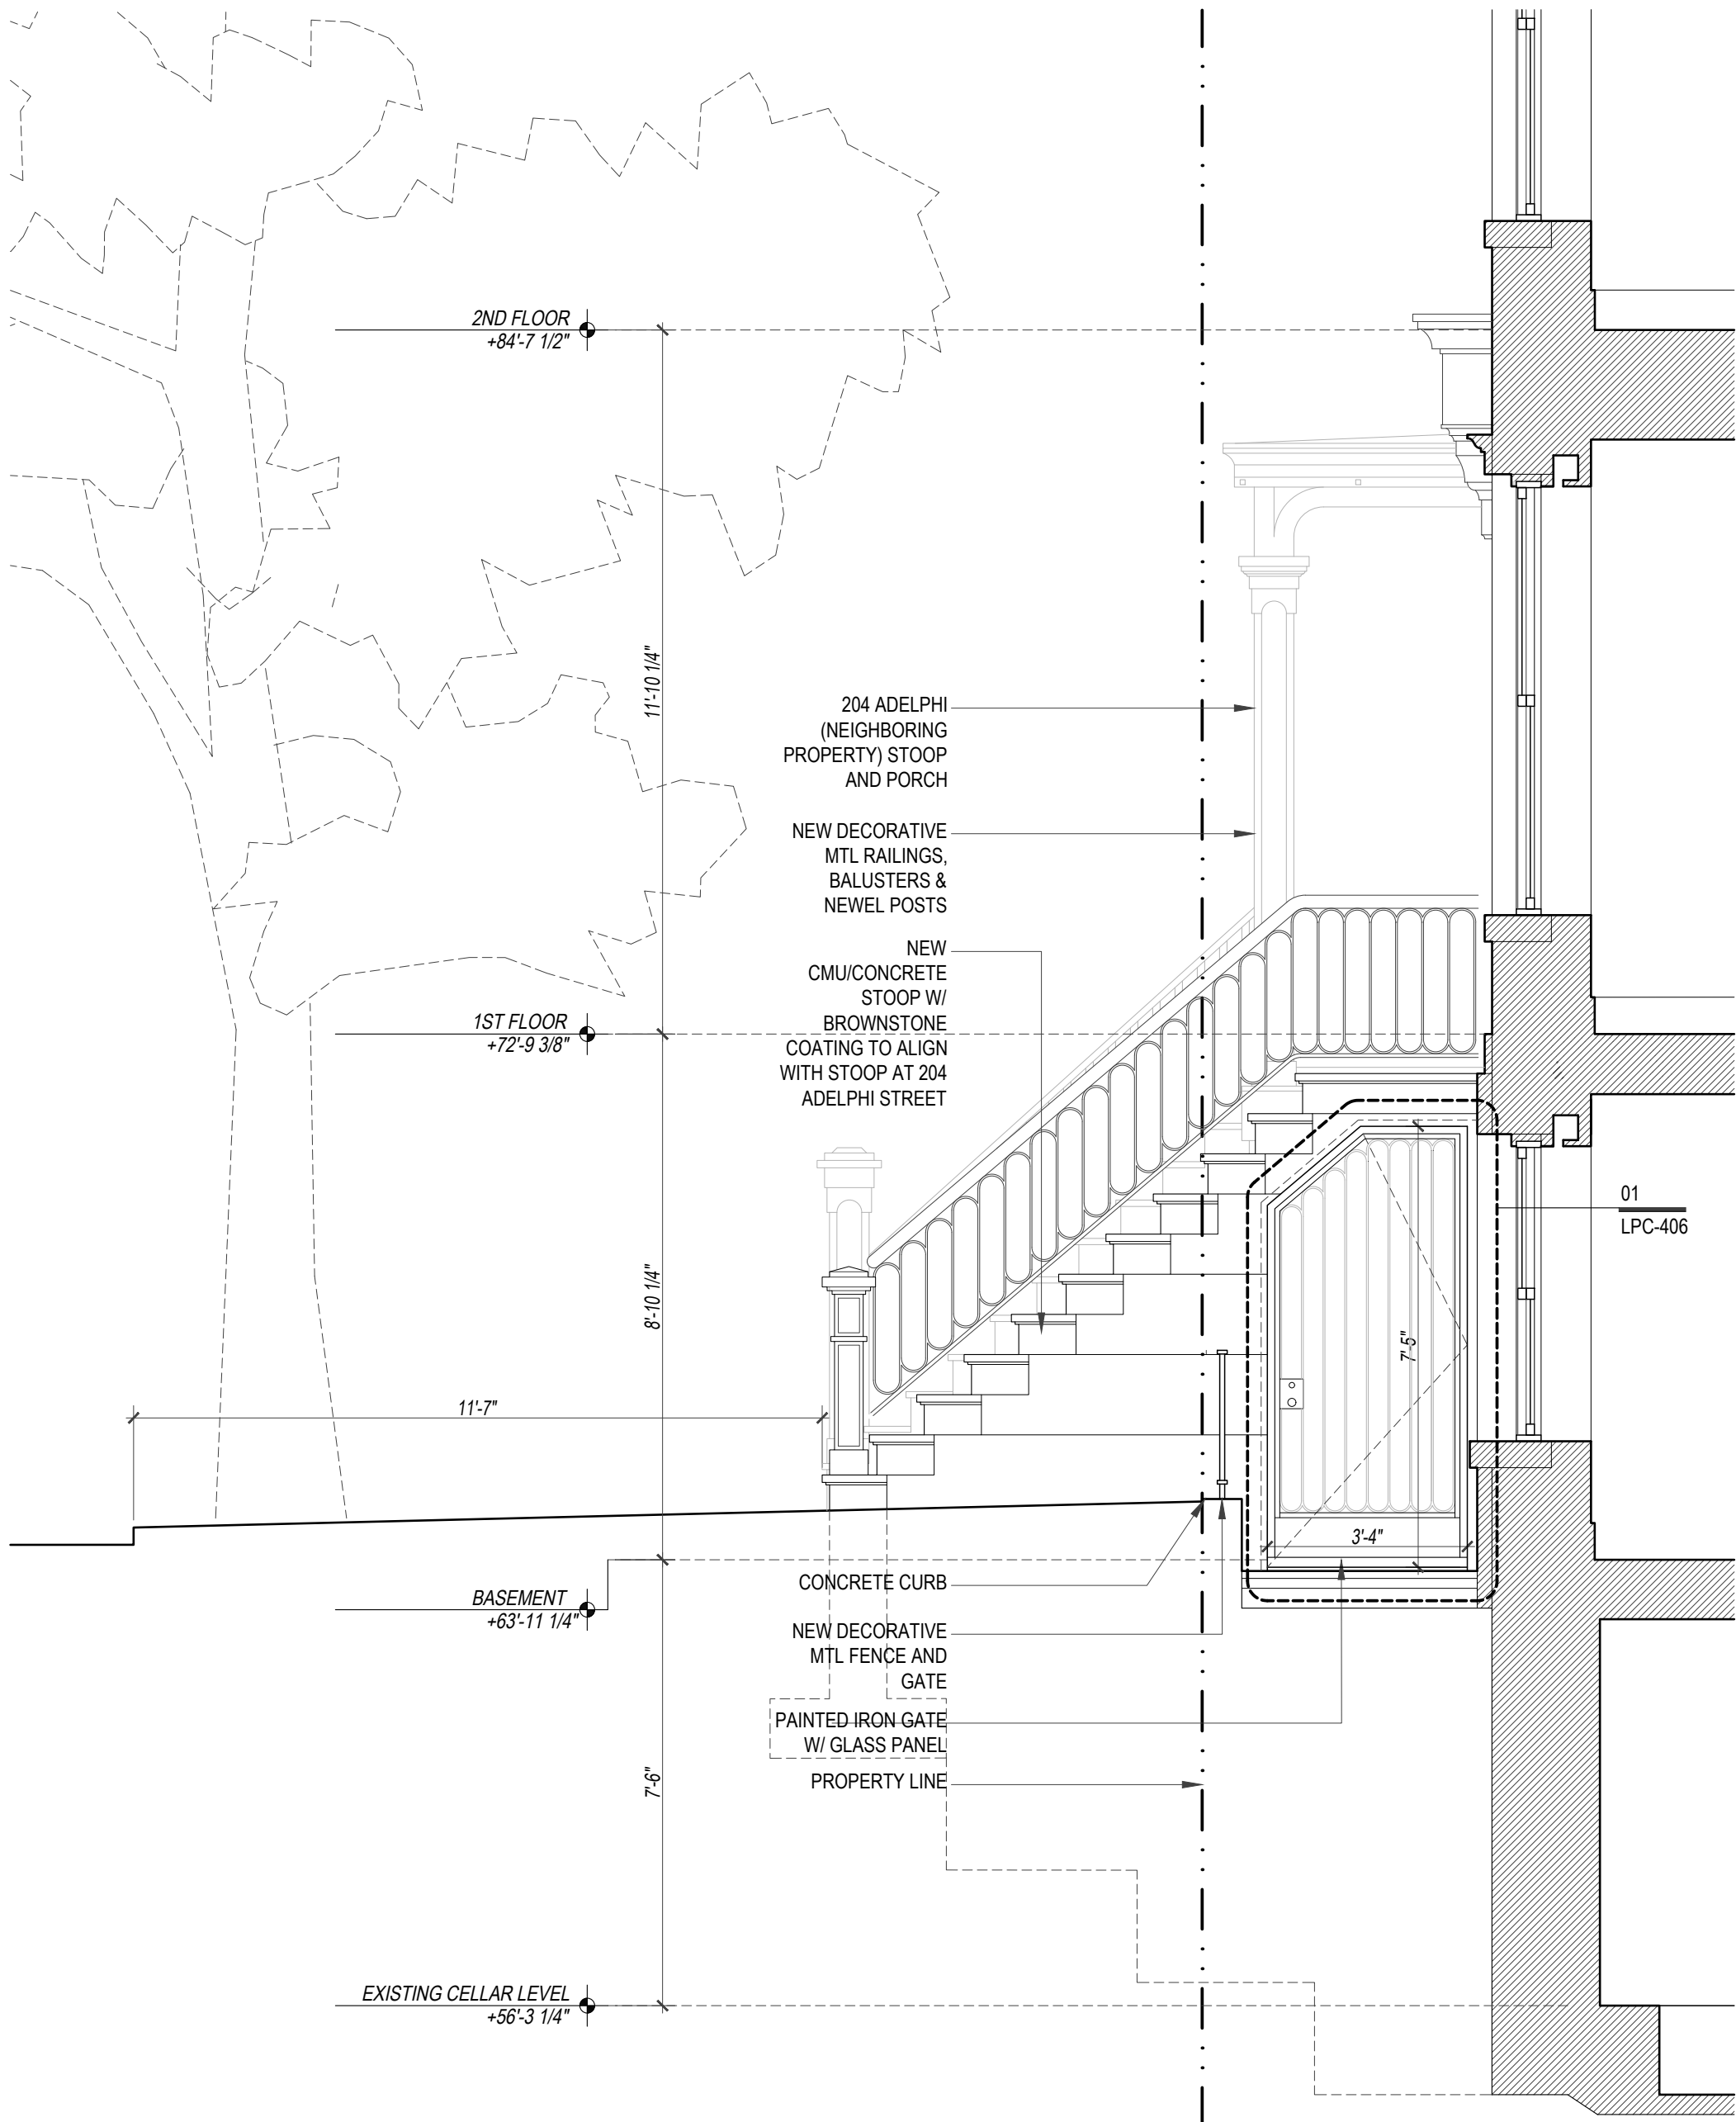 2ND FLOOR
+84'-7 1/2"
11'-10 1/4"
204 ADELPHI
(NEIGHBORING
PROPERTY) STOOP
AND PORCH
NEW DECORATIVE
MTL RAILINGS,
BALUSTERS &
NEWEL POSTS
NEW
CMU/CONCRETE
STOOP W/
BROWNSTONE
COATING TO ALIGN
WITH STOOP AT 204
ADELPHI STREET
1ST FLOOR
+72'-9 3/8"
01
LPC-406
8'-10 1/4"
7'-5"
11'-7"
3'-4"
CONCRETE CURB
BASEMENT
+63'-11 1/4"
NEW DECORATIVE
MTL FENCE AND
GATE
PAINTED IRON GATE
W/ GLASS PANEL
PROPERTY LINE
7'-6"
EXISTING CELLAR LEVEL
+56'-3 1/4"